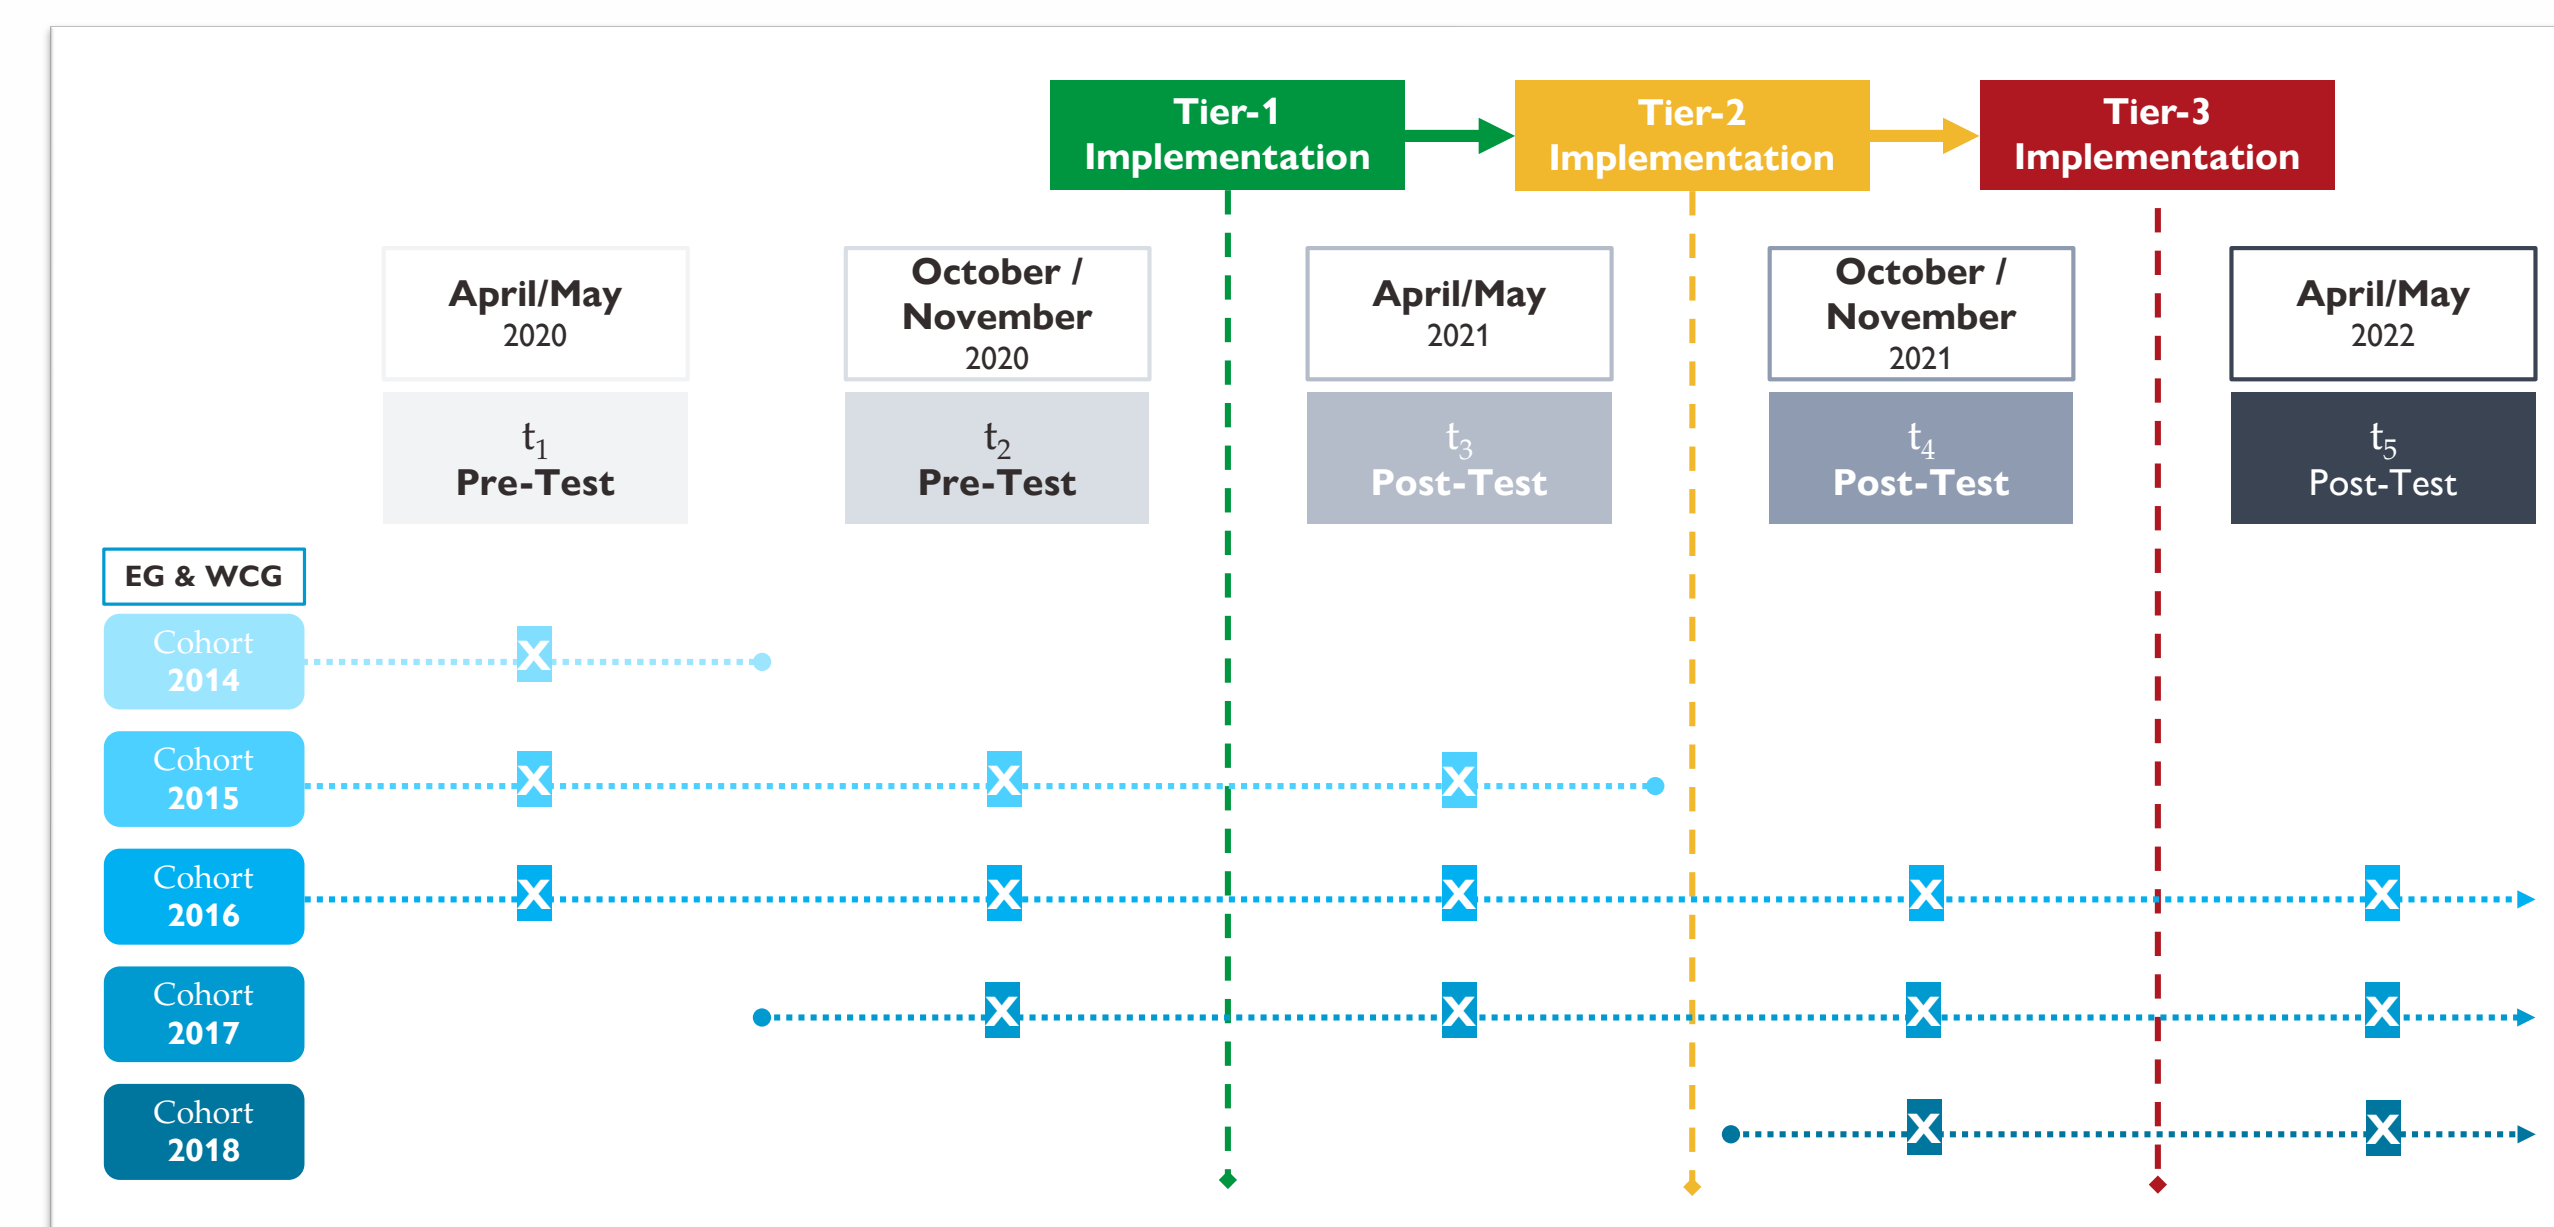 Tier-1
Implementation
Tier-2
Implementation
Tier-3
Implementation
April/May
2020
October /
November
2020
April/May
2021
October /
November
2021
April/May
2022
t₁
Pre-Test
t₂
Pre-Test
t₃
Post-Test
t₄
Post-Test
t₅
Post-Test
EG & WCG
Cohort
2014
X
Cohort
2015
X
X
X
Cohort
2016
X
X
X
X
X
Cohort
2017
X
X
X
X
Cohort
2018
X
X